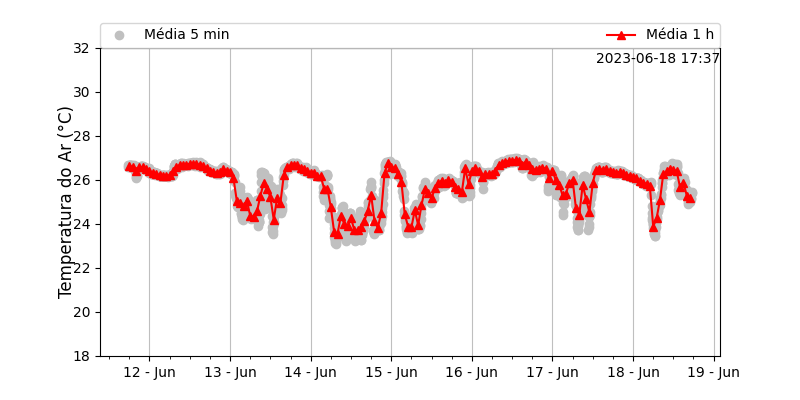 Média 5 min
Média 1 h
2023-06-18 17:37
Temperatura do Ar (°C)
32
30
28
26
24
22
20
18
12 - Jun
13 - Jun
14 - Jun
15 - Jun
16 - Jun
17 - Jun
18 - Jun
19 - Jun